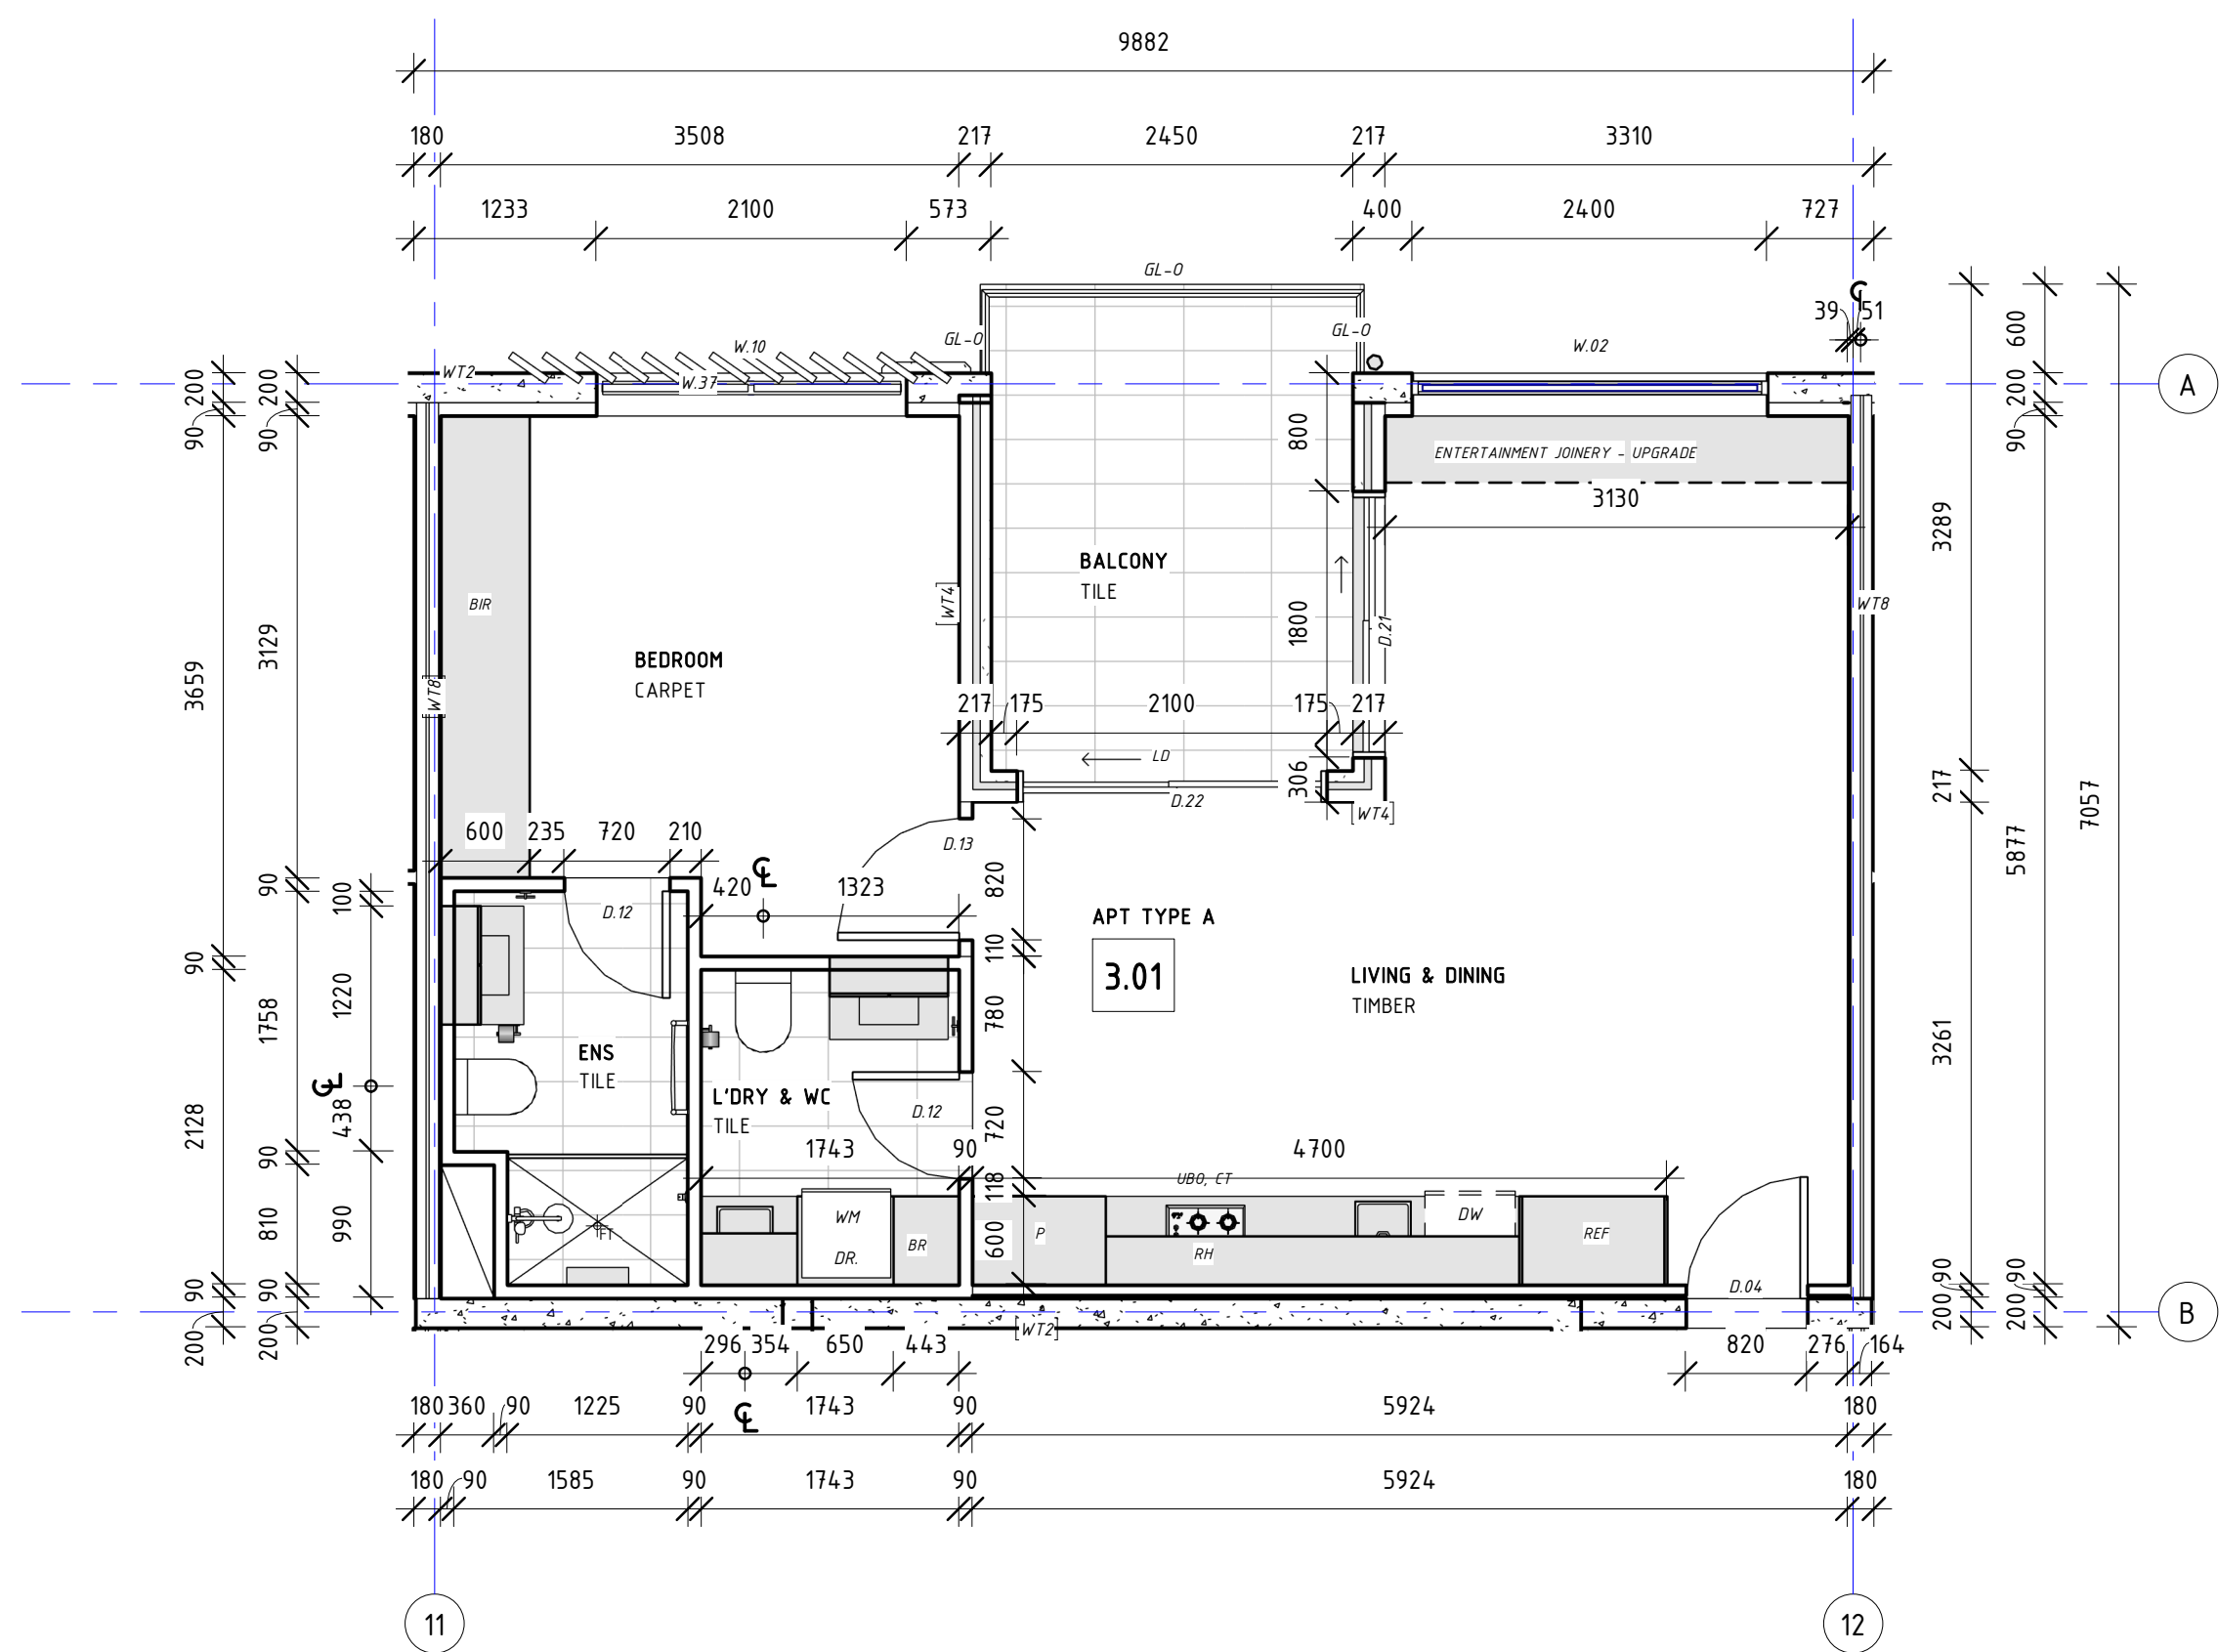 9882
180 3508 217 2450 217 3310
1233 2100 573 400 2400 727
GL-O
39 51
600
W.10 GL-O GL-O W.02
WT2 W.37
A
200 200 200
90 90 90
ENTERTAINMENT JOINERY - UPGRADE
800
3130
3289
BALCONY
TILE
BIR WT4 WT8
1800 D.21
3129
BEDROOM
CARPET
3659 WT8
217 175 2100 175 217
LD
306
D.22 WT4
217
7057
600 235 720 210
D.13
5877
90 100 420 1323 820
D.12
APT TYPE A
3.01
90 110
LIVING & DINING
TIMBER
1220 780
1758
ENS
TILE
3261
L'DRY & WC
TILE
D.12
438 720
2128
90
1743 90 4700
118 UBO, CT
WM
DR.
BR P RH DW REF
FT
810 990 600
D.04
90 90 90 90
200 200 200 200
WT2
B
296 354 650 443 820 276 164
180 360 90 1225 90 1743 90 5924 180
180 90 1585 90 1743 90 5924 180
11 12